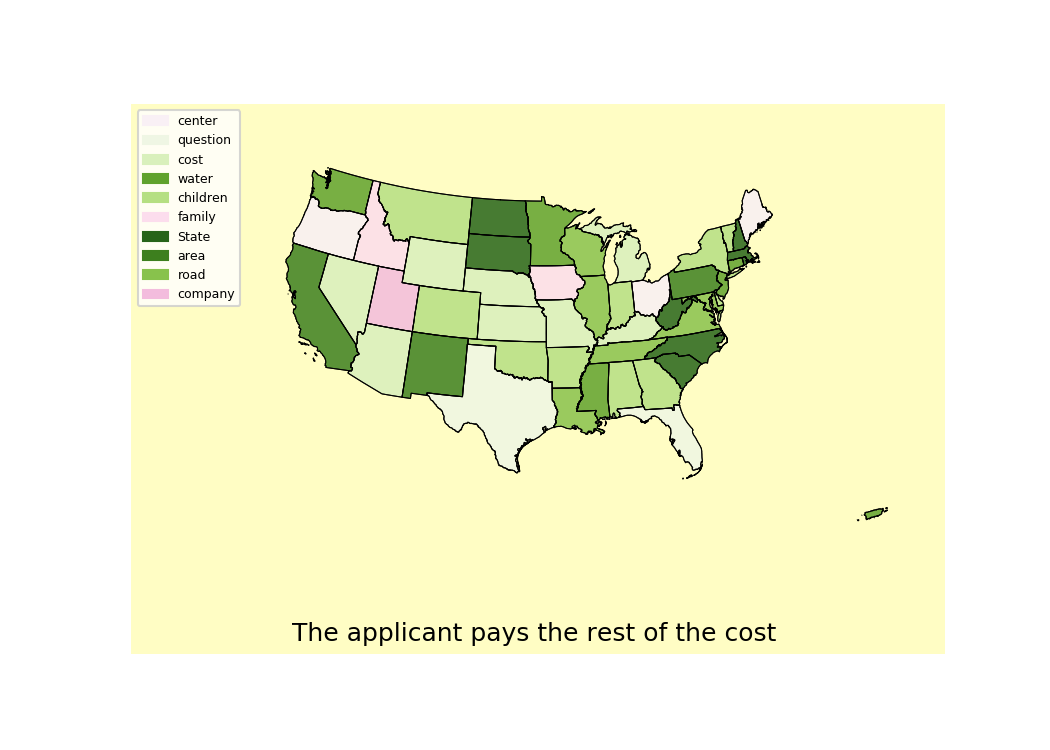 center
question
cost
water
children
family
State
area
road
company
The applicant pays the rest of the cost